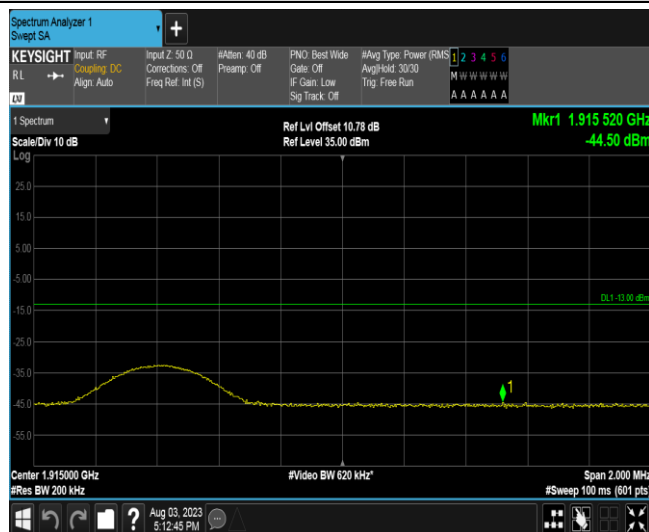 Spectrum Analyzer 1
Swept SA
+
KEYSIGHT
RL
LXI
Input: RF
Coupling: DC
Align: Auto
Input Z: 50 Ω
Corrections: Off
Freq Ref: Int (S)
#Atten: 40 dB
Preamp: Off
PNO: Best Wide
Gate: Off
IF Gain: Low
Sig Track: Off
#Avg Type: Power (RMS
Avg|Hold: 30/30
Trig: Free Run
1 2 3 4 5 6
M W W W W W
A A A A A A
1 Spectrum
Scale/Div 10 dB
Log
Ref Lvl Offset 10.78 dB
Ref Level 35.00 dBm
Mkr1 1.915 520 GHz
-44.50 dBm
25.0
15.0
5.00
-5.00
DL1 -13.00 dBm
-15.0
-25.0
-35.0
1
-45.0
-55.0
Center 1.915000 GHz
#Res BW 200 kHz
#Video BW 620 kHz*
Span 2.000 MHz
#Sweep 100 ms (601 pts)
?
Aug 03, 2023
5:12:45 PM